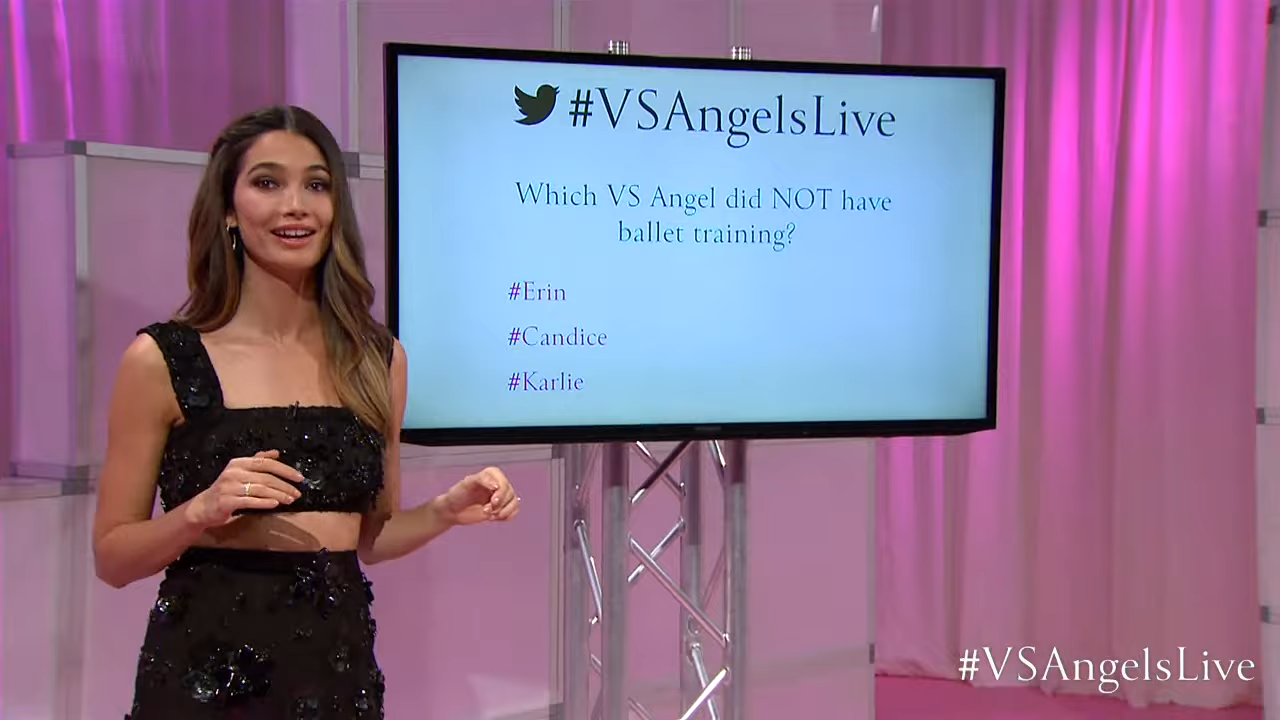 #VSAngelsLive
Which VS Angel did NOT have
ballet training?
#Erin
#Candice
#Karlie
#VSAngelsLive